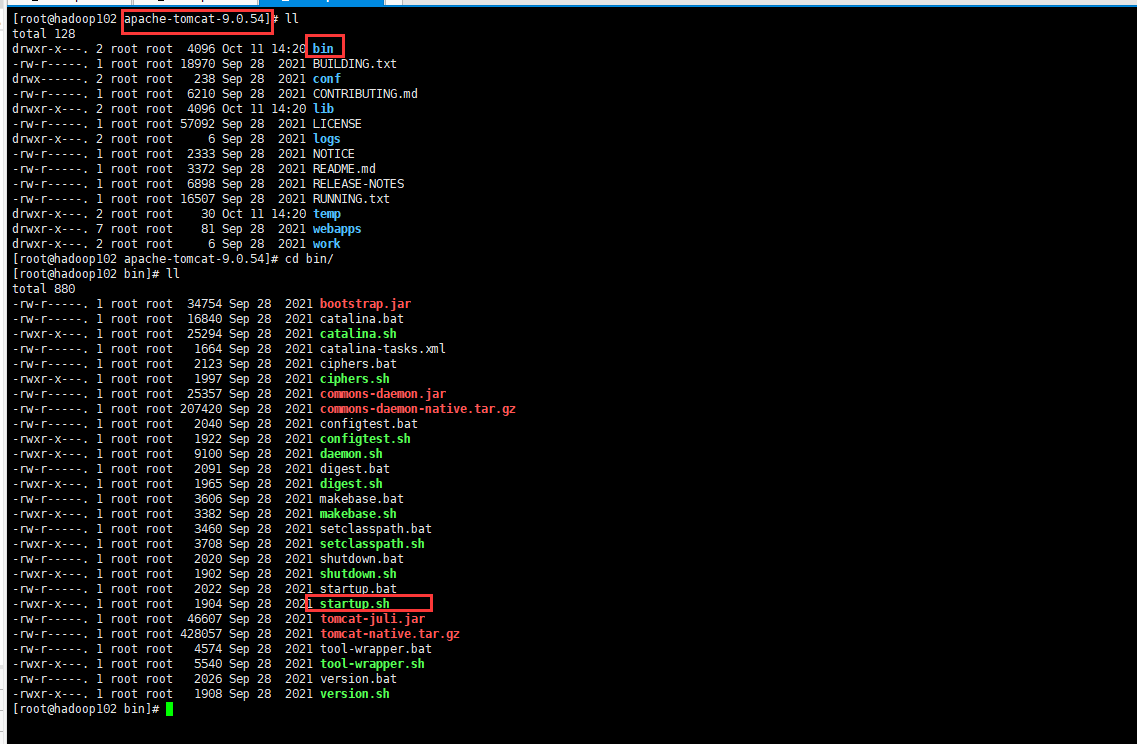 [root@hadoop102 apache-tomcat-9.0.54]# ll
total 128
drwxr-x---. 2 root root  4096 Oct 11 14:20 bin
-rw-r-----. 1 root root 18970 Sep 28  2021 BUILDING.txt
drwx------. 2 root root   238 Sep 28  2021 conf
-rw-r-----. 1 root root  6210 Sep 28  2021 CONTRIBUTING.md
drwxr-x---. 2 root root  4096 Oct 11 14:20 lib
-rw-r-----. 1 root root 57092 Sep 28  2021 LICENSE
drwxr-x---. 2 root root     6 Sep 28  2021 logs
-rw-r-----. 1 root root  2333 Sep 28  2021 NOTICE
-rw-r-----. 1 root root  3372 Sep 28  2021 README.md
-rw-r-----. 1 root root  6898 Sep 28  2021 RELEASE-NOTES
-rw-r-----. 1 root root 16507 Sep 28  2021 RUNNING.txt
drwxr-x---. 2 root root    30 Oct 11 14:20 temp
drwxr-x---. 7 root root    81 Sep 28  2021 webapps
drwxr-x---. 2 root root     6 Sep 28  2021 work
[root@hadoop102 apache-tomcat-9.0.54]# cd bin/
[root@hadoop102 bin]# ll
total 880
-rw-r-----. 1 root root  34754 Sep 28  2021 bootstrap.jar
-rw-r-----. 1 root root  16840 Sep 28  2021 catalina.bat
-rwxr-x---. 1 root root  25294 Sep 28  2021 catalina.sh
-rw-r-----. 1 root root   1664 Sep 28  2021 catalina-tasks.xml
-rw-r-----. 1 root root   2123 Sep 28  2021 ciphers.bat
-rwxr-x---. 1 root root   1997 Sep 28  2021 ciphers.sh
-rw-r-----. 1 root root  25357 Sep 28  2021 commons-daemon.jar
-rw-r-----. 1 root root 207420 Sep 28  2021 commons-daemon-native.tar.gz
-rw-r-----. 1 root root   2040 Sep 28  2021 configtest.bat
-rwxr-x---. 1 root root   1922 Sep 28  2021 configtest.sh
-rwxr-x---. 1 root root   9100 Sep 28  2021 daemon.sh
-rw-r-----. 1 root root   2091 Sep 28  2021 digest.bat
-rwxr-x---. 1 root root   1965 Sep 28  2021 digest.sh
-rw-r-----. 1 root root   3606 Sep 28  2021 makebase.bat
-rwxr-x---. 1 root root   3382 Sep 28  2021 makebase.sh
-rw-r-----. 1 root root   3460 Sep 28  2021 setclasspath.bat
-rwxr-x---. 1 root root   3708 Sep 28  2021 setclasspath.sh
-rw-r-----. 1 root root   2020 Sep 28  2021 shutdown.bat
-rwxr-x---. 1 root root   1902 Sep 28  2021 shutdown.sh
-rw-r-----. 1 root root   2022 Sep 28  2021 startup.bat
-rwxr-x---. 1 root root   1904 Sep 28  2021 startup.sh
-rw-r-----. 1 root root  46607 Sep 28  2021 tomcat-juli.jar
-rw-r-----. 1 root root 428057 Sep 28  2021 tomcat-native.tar.gz
-rw-r-----. 1 root root   4574 Sep 28  2021 tool-wrapper.bat
-rwxr-x---. 1 root root   5540 Sep 28  2021 tool-wrapper.sh
-rw-r-----. 1 root root   2026 Sep 28  2021 version.bat
-rwxr-x---. 1 root root   1908 Sep 28  2021 version.sh
[root@hadoop102 bin]#